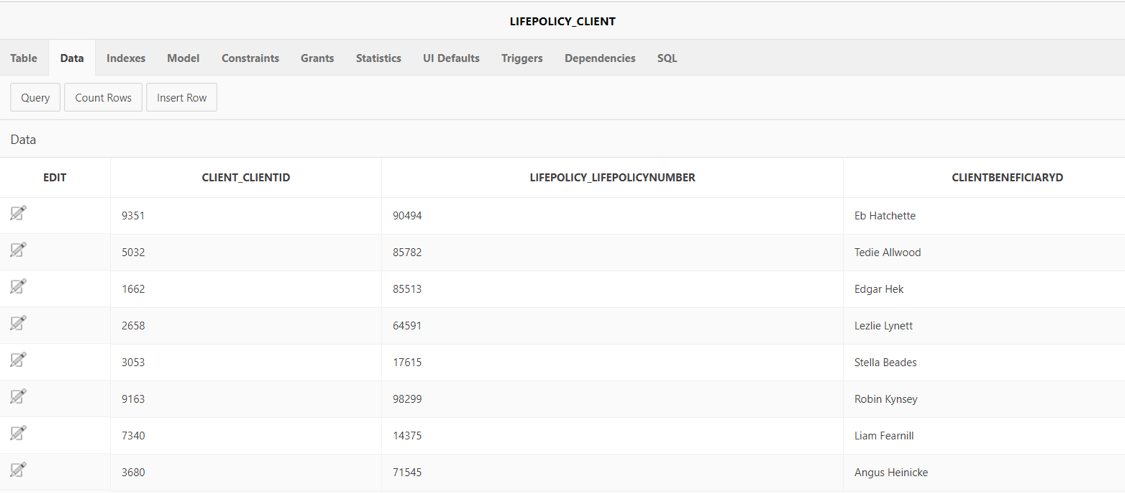 LIFEPOLICY_CLIENT
Table Data Indexes Model Constraints Grants Statistics UI Defaults Triggers Dependencies SQL
Query Count Rows Insert Row
Data
EDIT CLIENT_CLIENTID LIFEPOLICY_LIFEPOLICYNUMBER CLIENTBENEFICIARYD
9351 90494 Eb Hatchette
5032 85782 Tedie Allwood
1662 85513 Edgar Hek
2658 64591 Lezlie Lynett
3053 17615 Stella Beades
9163 98299 Robin Kynsey
7340 14375 Liam Fearnill
3680 71545 Angus Heinicke